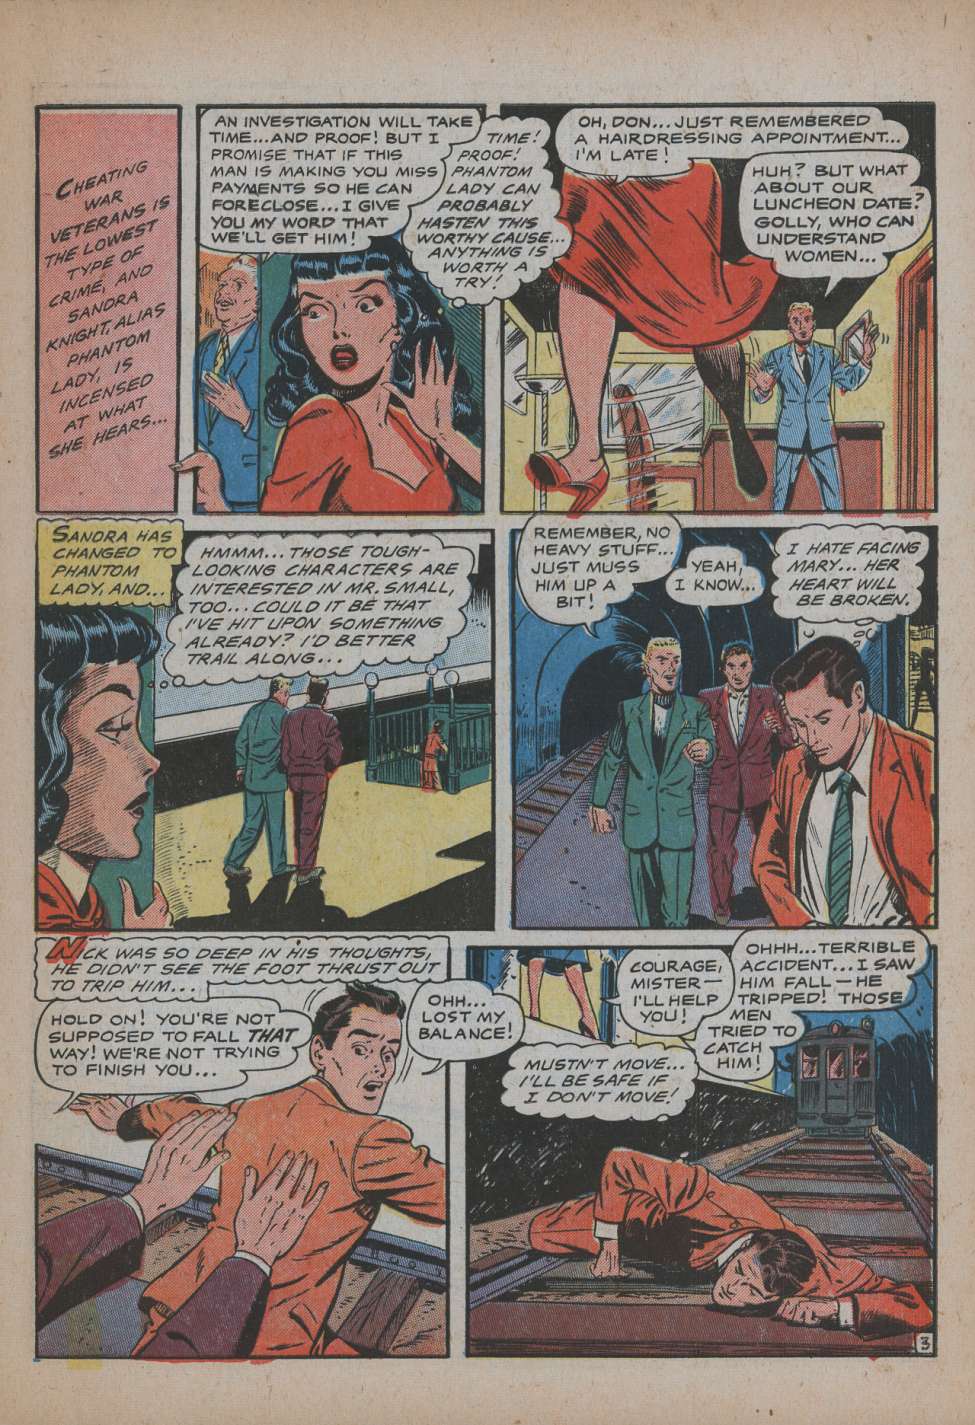 CHEATING
WAR
VETERANS IS
THE LOWEST
TYPE OF
CRIME, AND
SANDRA
KNIGHT, ALIAS
PHANTOM
LADY, IS
INCENSED
AT WHAT
SHE HEARS...
AN INVESTIGATION WILL TAKE
TIME...AND PROOF! BUT I
PROMISE THAT IF THIS
MAN IS MAKING YOU MISS
PAYMENTS SO HE CAN
FORECLOSE...I GIVE
YOU MY WORD THAT
WE'LL GET HIM!
TIME!
PROOF!
PHANTOM
LADY CAN
PROBABLY
HASTEN THIS
WORTHY CAUSE...
ANYTHING IS
WORTH A
TRY!
OH, DON...JUST REMEMBERED
A HAIRDRESSING APPOINTMENT...
I'M LATE!
HUH? BUT WHAT
ABOUT OUR
LUNCHEON DATE?
GOLLY, WHO CAN
UNDERSTAND
WOMEN...
SANDRA HAS
CHANGED TO
PHANTOM
LADY, AND...
HMMMM...THOSE TOUGH-
LOOKING CHARACTERS ARE
INTERESTED IN MR. SMALL,
TOO...COULD IT BE THAT
I'VE HIT UPON SOMETHING
ALREADY? I'D BETTER
TRAIL ALONG...
REMEMBER, NO
HEAVY STUFF...
JUST MUSS
HIM UP A
BIT!
YEAH,
I KNOW...
I HATE FACING
MARY... HER
HEART WILL
BE BROKEN.
NICK WAS SO DEEP IN HIS THOUGHTS,
HE DIDN'T SEE THE FOOT THRUST OUT
TO TRIP HIM...
HOLD ON! YOU'RE NOT
SUPPOSED TO FALL THAT
WAY! WE'RE NOT TRYING
TO FINISH YOU...
OHH...
LOST MY
BALANCE!
COURAGE,
MISTER—
I'LL HELP
YOU!
OHHH...TERRIBLE
ACCIDENT...I SAW
HIM FALL—HE
TRIPPED! THOSE
MEN
TRIED TO
CATCH
HIM!
MUSTN'T MOVE...
I'LL BE SAFE IF
I DON'T MOVE!
3